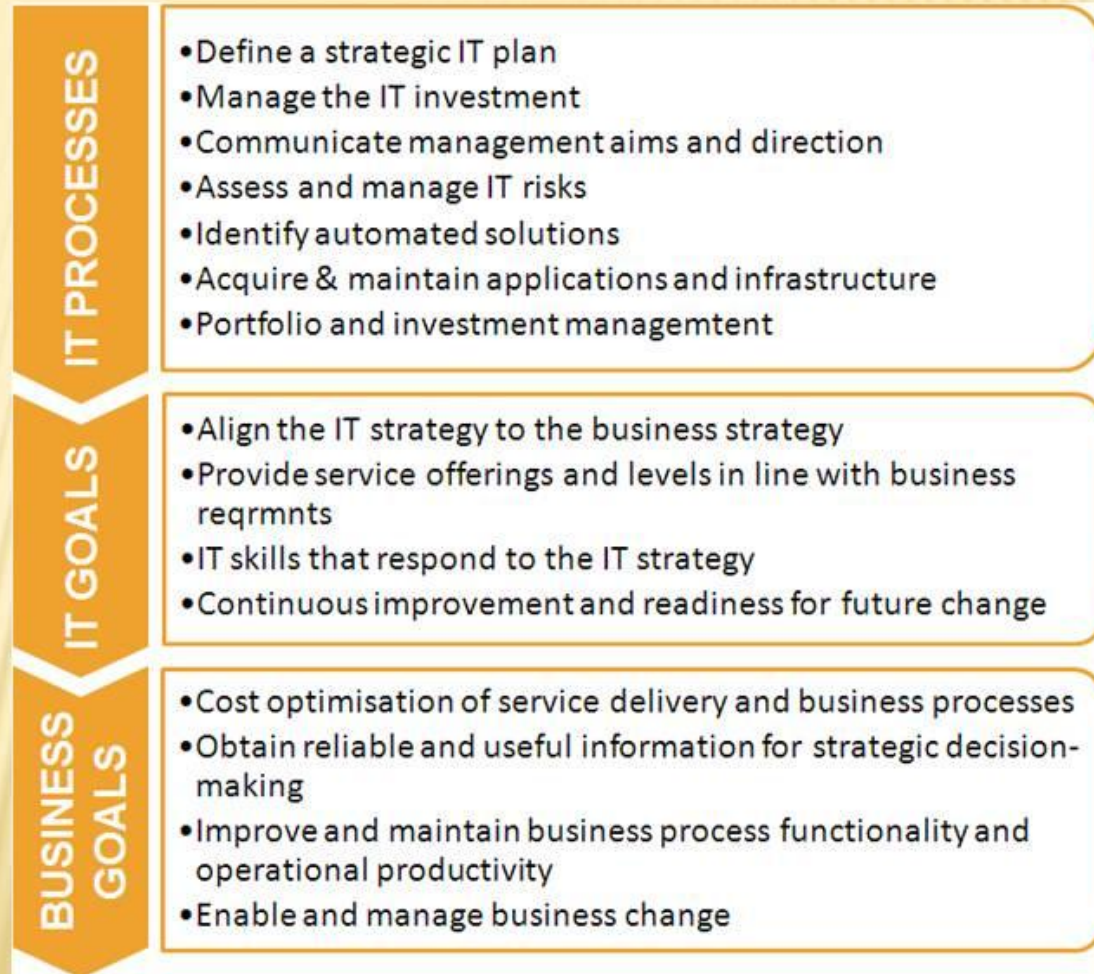 IT PROCESSES
•Define a strategic IT plan
•Manage the IT investment
•Communicate management aims and direction
•Assess and manage IT risks
•Identify automated solutions
•Acquire & maintain applications and infrastructure
•Portfolio and investment managemtent
IT GOALS
•Align the IT strategy to the business strategy
•Provide service offerings and levels in line with business
reqrmnts
•IT skills that respond to the IT strategy
•Continuous improvement and readiness for future change
BUSINESS
GOALS
•Cost optimisation of service delivery and business processes
•Obtain reliable and useful information for strategic decision-
making
•Improve and maintain business process functionality and
operational productivity
•Enable and manage business change